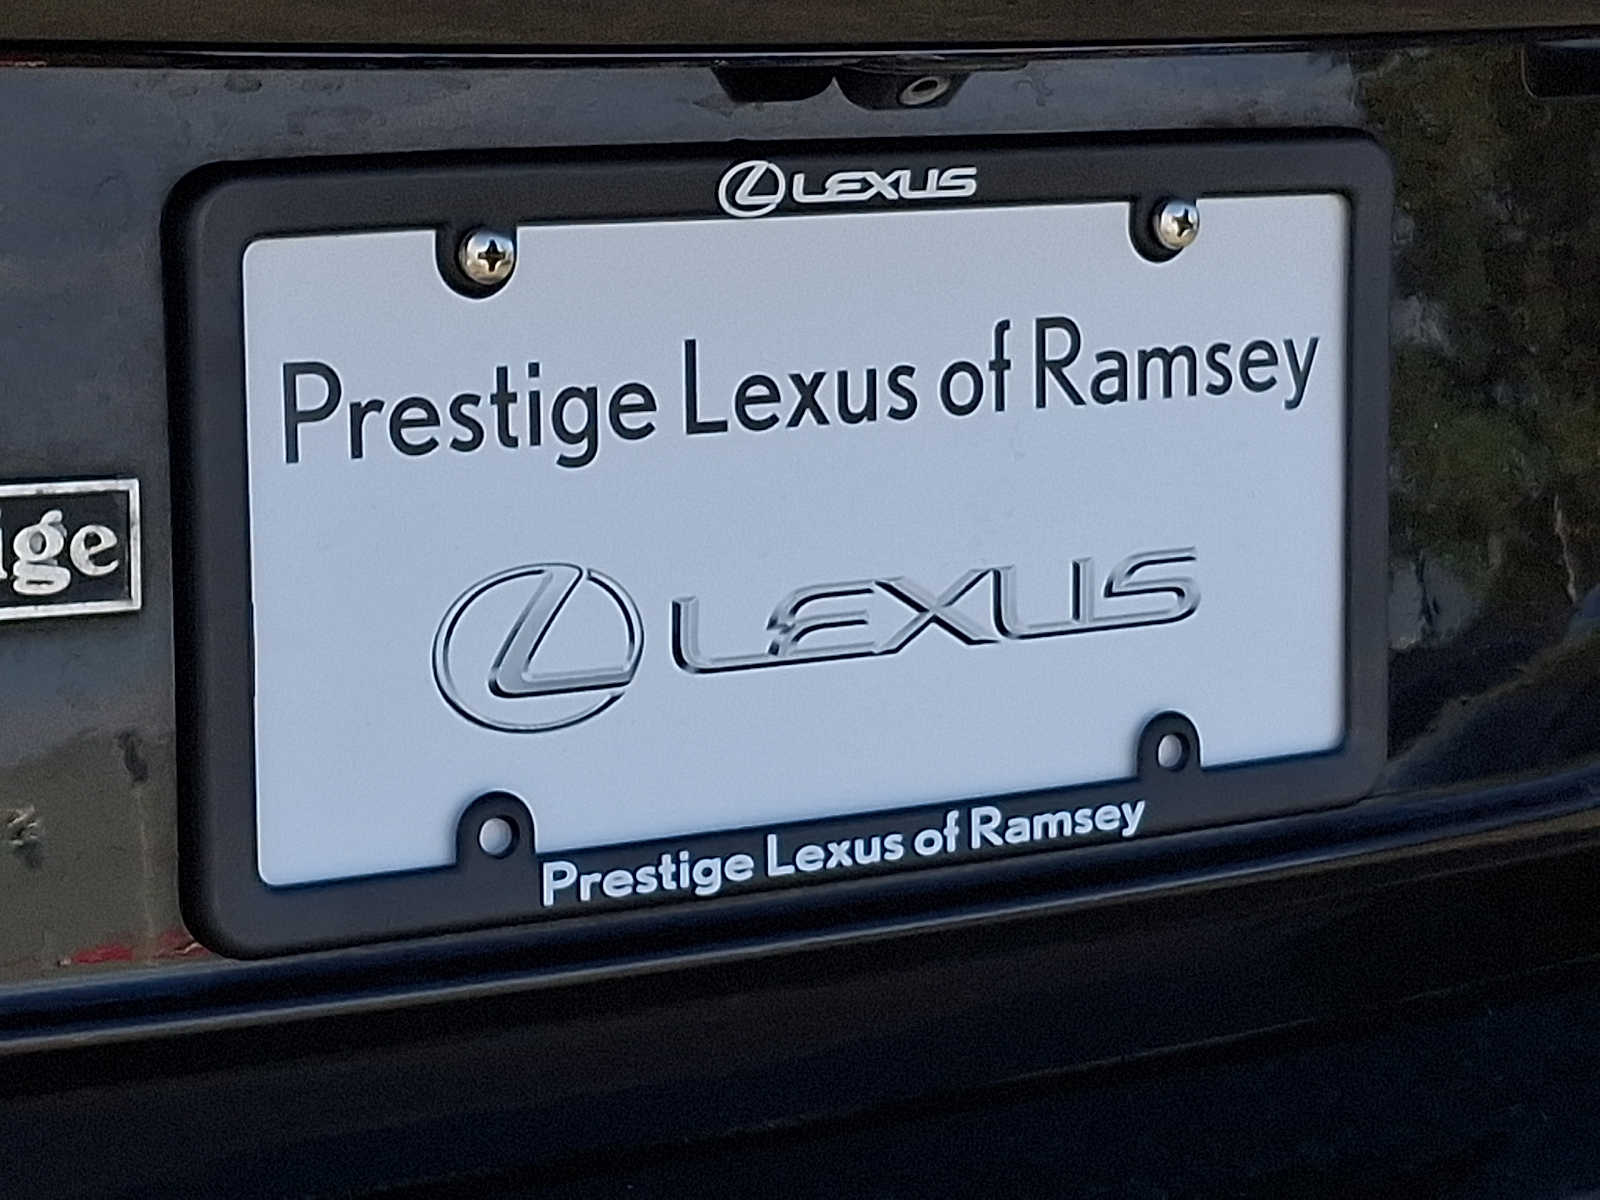 LEXUS
Prestige Lexus of Ramsey
LEXUS
Prestige Lexus of Ramsey
ige